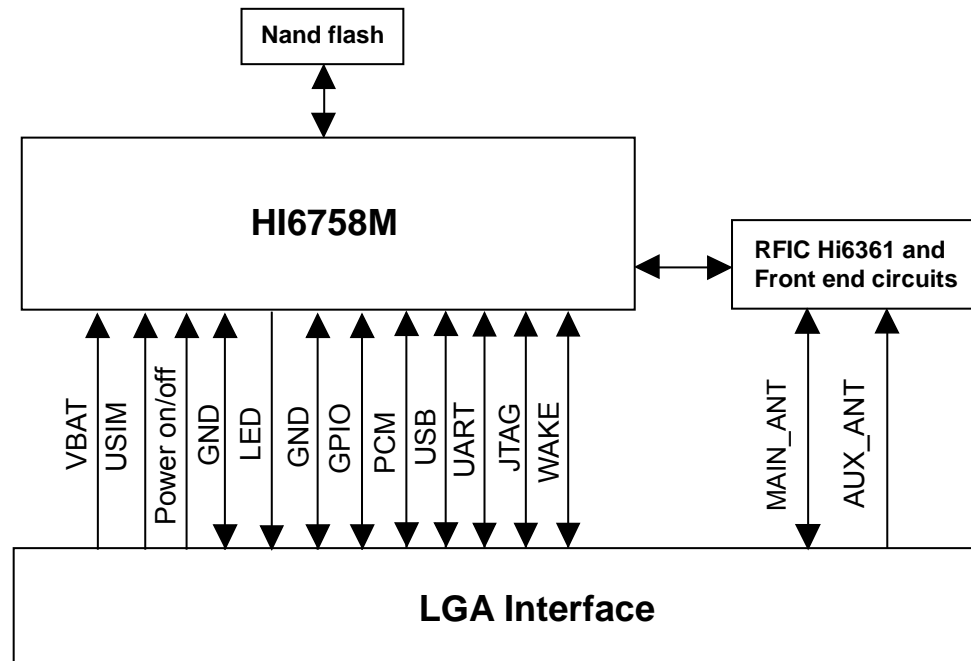 Nand flash
HI6758M
RFIC Hi6361 and
Front end circuits
VBAT
USIM
Power on/off
GND
LED
GND
GPIO
PCM
USB
UART
JTAG
WAKE
MAIN_ANT
AUX_ANT
LGA Interface